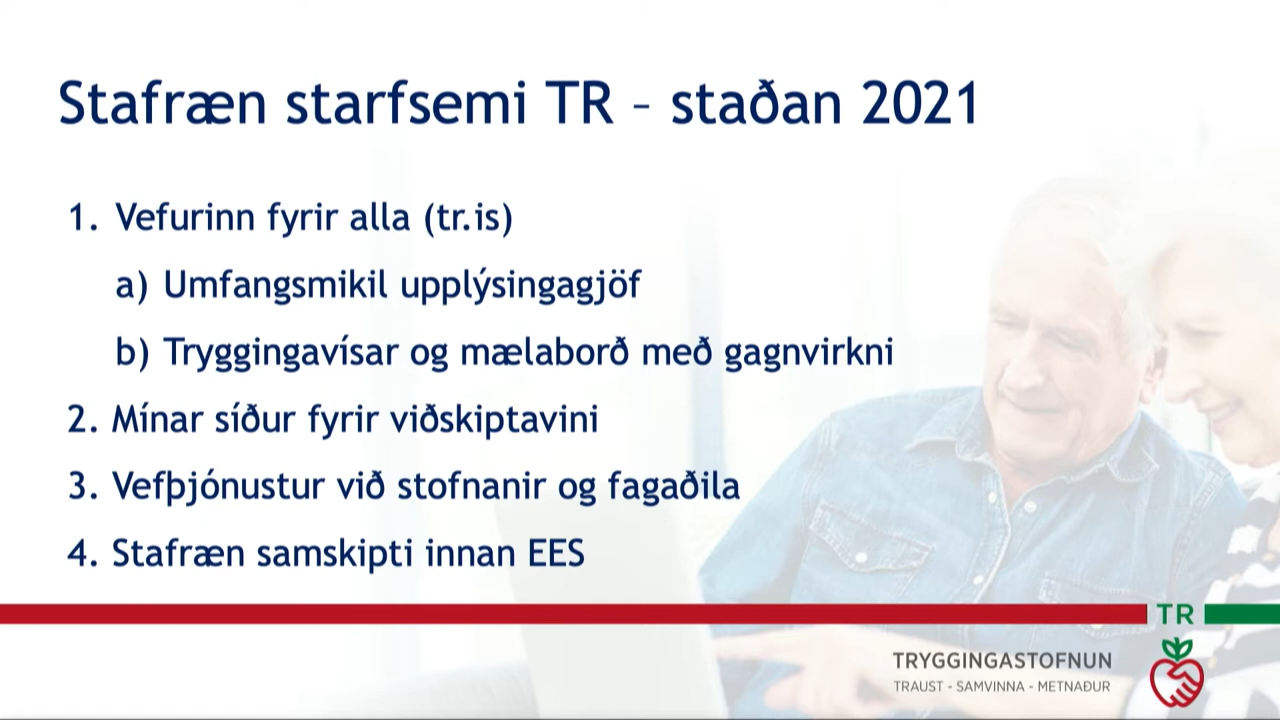 Stafræn starfsemi TR – staðan 2021
1. Vefurinn fyrir alla (tr.is)
a) Umfangsmikil upplýsingagjöf
b) Tryggingavísar og mælaborð með gagnvirkni
2. Mínar síður fyrir viðskiptavini
3. Vefþjónustur við stofnanir og fagaðila
4. Stafræn samskipti innan EES
TR
TRYGGINGASTOFNUN
TRAUST - SAMVINNA - METNAÐUR